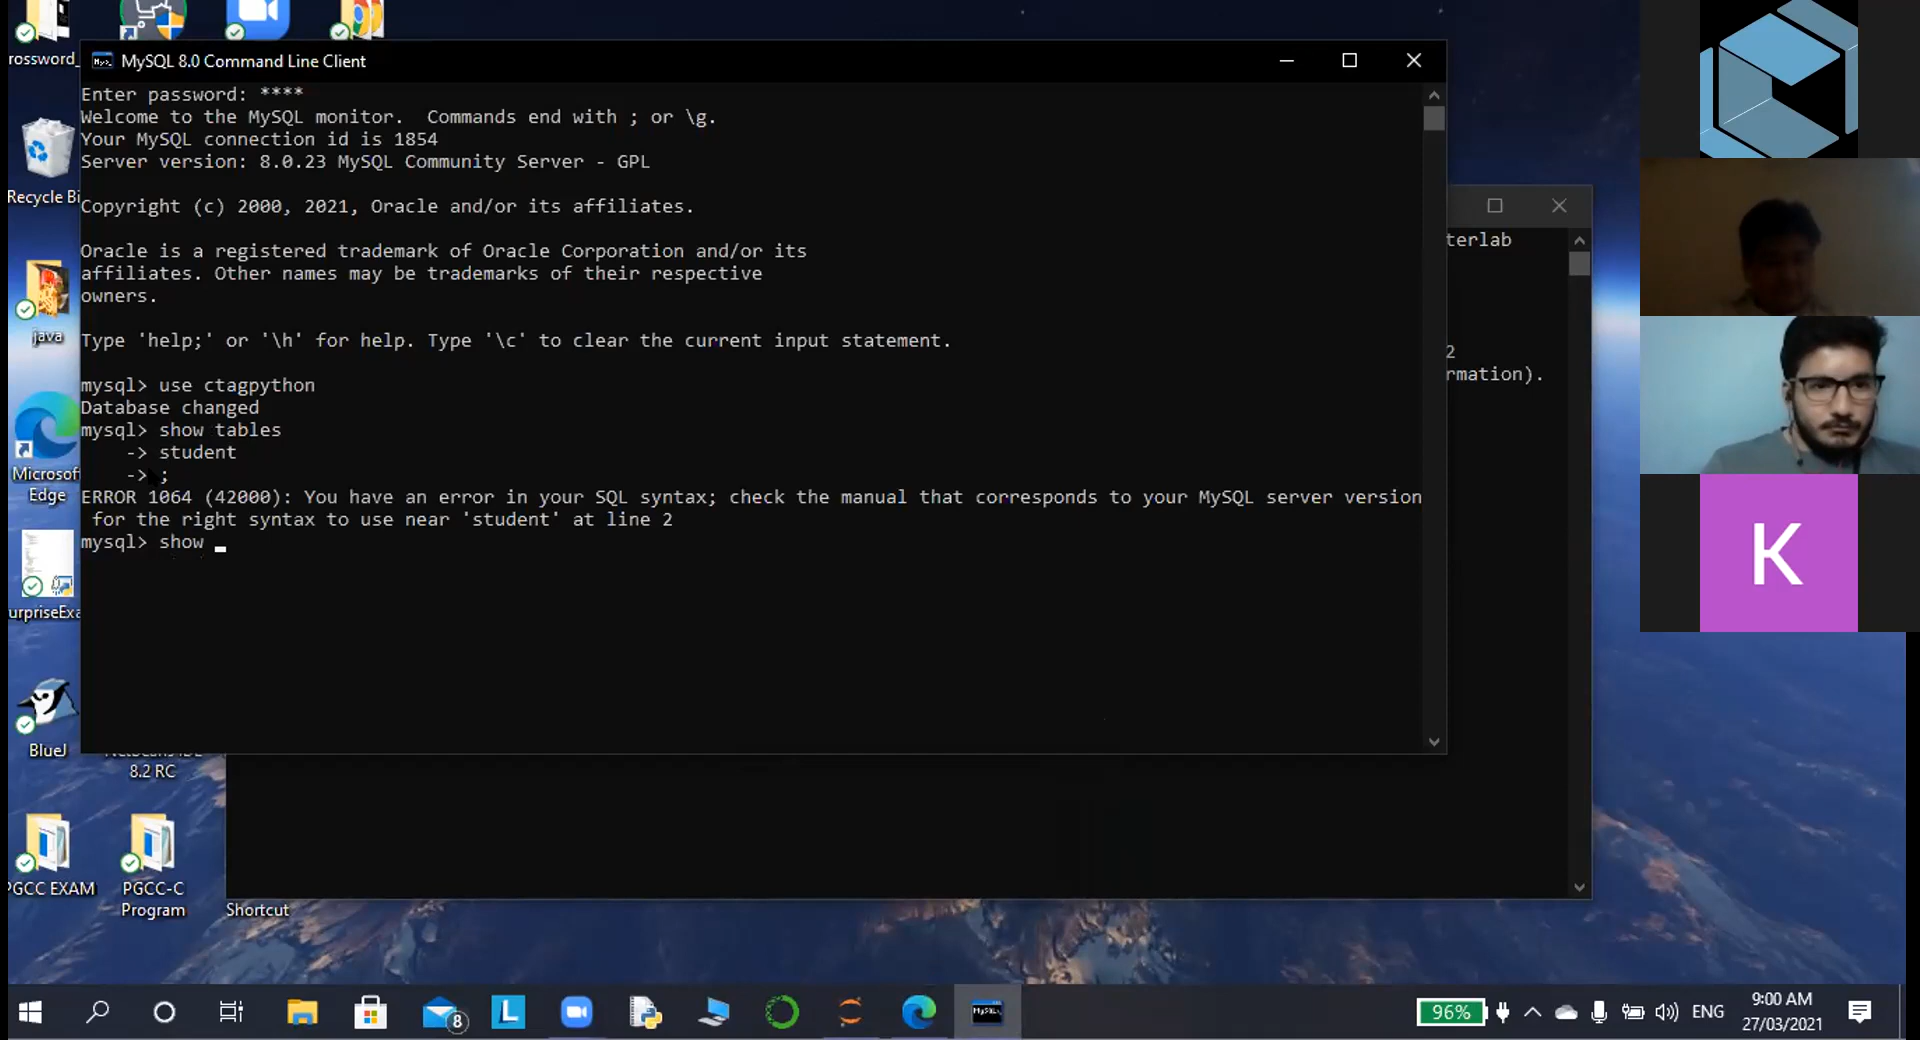 rossword_
MySQL 8.0 Command Line Client
Enter password: ****
Welcome to the MySQL monitor.  Commands end with ; or \g.
Your MySQL connection id is 1854
Server version: 8.0.23 MySQL Community Server - GPL
Copyright (c) 2000, 2021, Oracle and/or its affiliates.
Oracle is a registered trademark of Oracle Corporation and/or its
affiliates. Other names may be trademarks of their respective
owners.
Type 'help;' or '\h' for help. Type '\c' to clear the current input statement.
mysql> use ctagpython
Database changed
mysql> show tables
    -> student
    -> ;
ERROR 1064 (42000): You have an error in your SQL syntax; check the manual that corresponds to your MySQL server version
 for the right syntax to use near 'student' at line 2
mysql> show _
terlab
2
rmation).
Recycle Bi
java
Microsof
Edge
urpriseExa
BlueJ
8.2 RC
PGCC EXAM
PGCC-C
Program
Shortcut
K
8
L
MySQL
96%
ENG
9:00 AM
27/03/2021